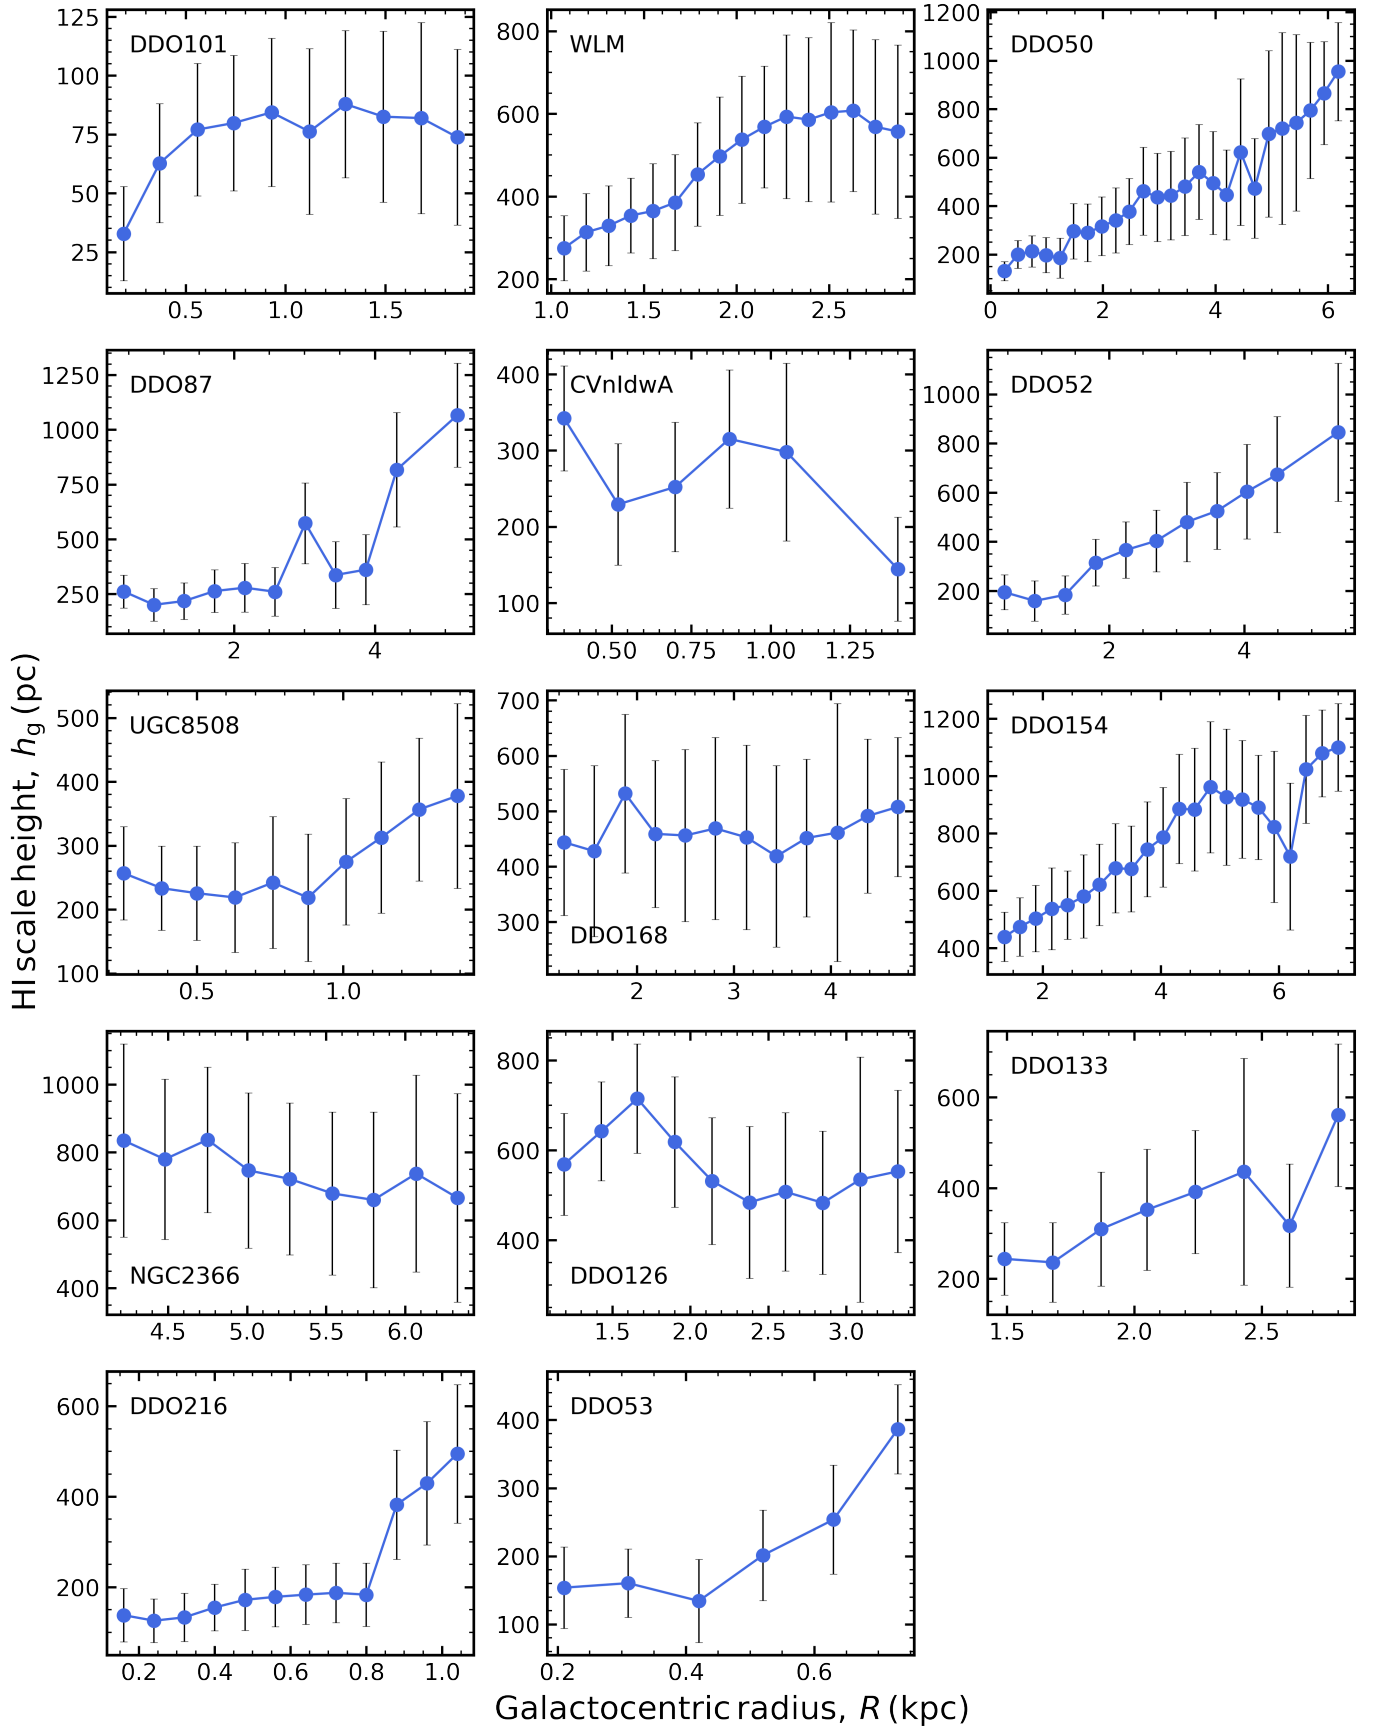 125
100
75
50
25
DDO101
0.5 1.0 1.5
800
600
400
200
WLM
1.0 1.5 2.0 2.5
1200
1000
800
600
400
200
DDO50
0 2 4 6
1250
1000
750
500
250
DDO87
2 4
400
300
200
100
CVnIdwA
0.50 0.75 1.00 1.25
1000
800
600
400
200
DDO52
2 4
HI scale height, hg (pc)
500
400
300
200
100
UGC8508
0.5 1.0
700
600
500
400
300
DDO168
2 3 4
1200
1000
800
600
400
DDO154
2 4 6
1000
800
600
400
NGC2366
4.5 5.0 5.5 6.0
800
600
400
DDO126
1.5 2.0 2.5 3.0
600
400
200
DDO133
1.5 2.0 2.5
600
400
200
DDO216
0.2 0.4 0.6 0.8 1.0
400
300
200
100
DDO53
0.2 0.4 0.6
Galactocentric radius, R (kpc)